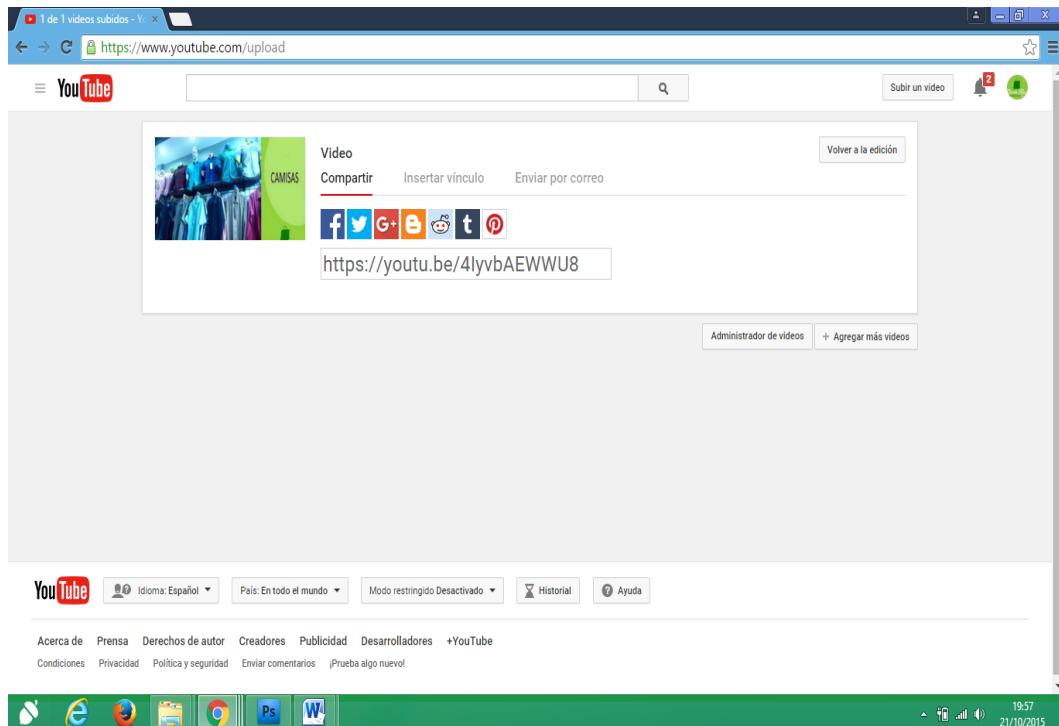 1 de 1 videos subidos - Yo
https://www.youtube.com/upload
YouTube
Subir un video
2
CAMISAS
Video
Volver a la edición
Compartir Insertar vínculo Enviar por correo
https://youtu.be/4IyvbAEWWU8
Administrador de videos + Agregar más videos
YouTube Idioma: Español País: En todo el mundo Modo restringido Desactivado Historial Ayuda
Acerca de Prensa Derechos de autor Creadores Publicidad Desarrolladores +YouTube
Condiciones Privacidad Política y seguridad Enviar comentarios ¡Prueba algo nuevo!
Ps W
19:57
21/10/2015